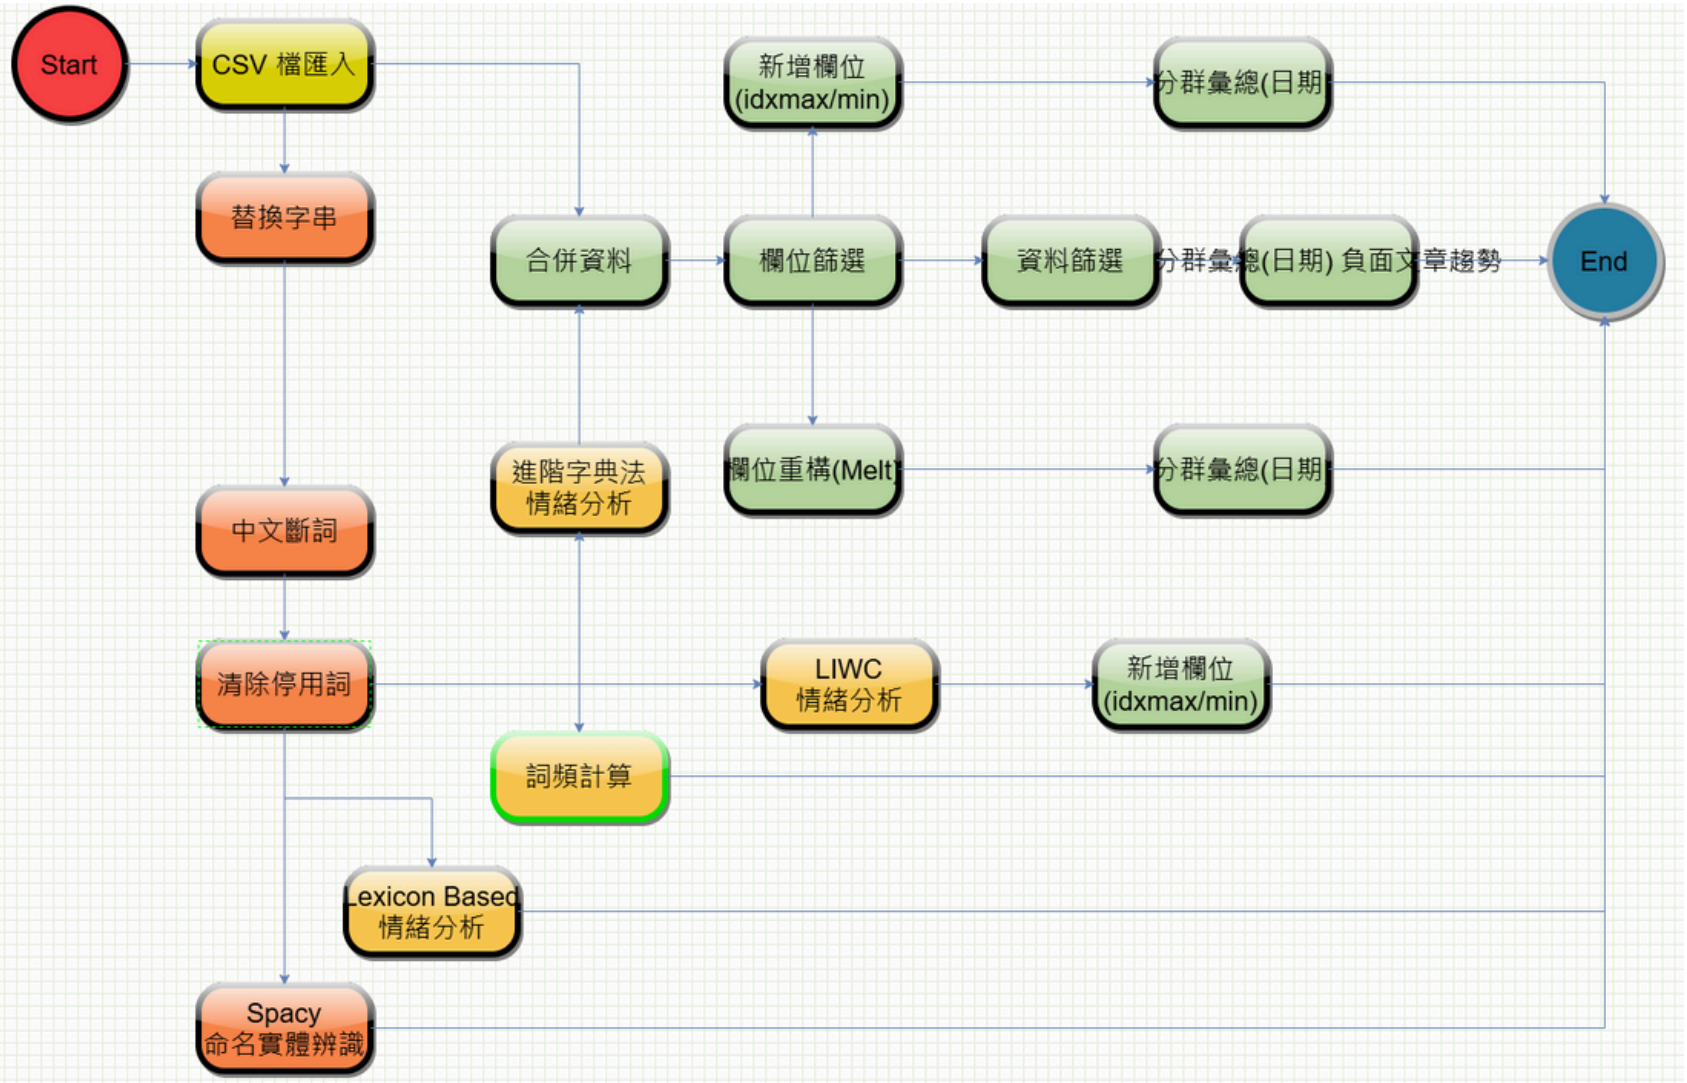 Start
CSV 檔匯入
新增欄位
(idxmax/min)
分群彙總(日期
替換字串
合併資料
欄位篩選
資料篩選
分群彙總(日期) 負面文章趨勢
End
進階字典法
情緒分析
欄位重構(Melt)
分群彙總(日期
中文斷詞
清除停用詞
LIWC
情緒分析
新增欄位
(idxmax/min)
詞頻計算
Lexicon Based
情緒分析
Spacy
命名實體辨識